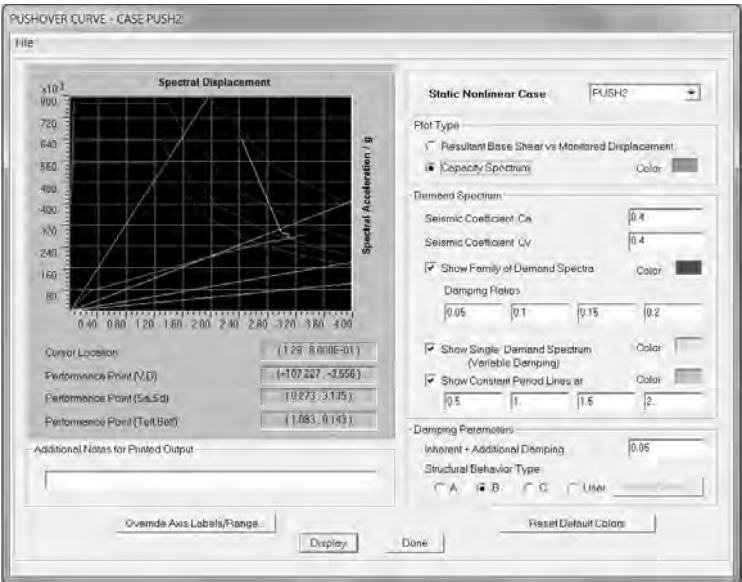 PUSHOVER CURVE - CASE PUSH2
File
Spectral Displacement
x10³
800.
720.
640.
560.
480.
400.
320.
240.
160.
80.
0.40 0.80 1.20 1.60 2.00 2.40 2.80 3.20 3.60 4.00
Spectral Acceleration / g
Cursor Location
( 1.29 , 8.000E-01 )
Performance Point (V,D)
(-107.227 , -3.556 )
Performance Point (Sa,Sd)
( 0.273 , 3.135 )
Performance Point (Teff,Beff)
( 1.083 , 0.143 )
Additional Notes for Printed Output
Static Nonlinear Case
PUSH2
Plot Type
Resultant Base Shear vs Monitored Displacement
Capacity Spectrum
Color
Demand Spectrum
Seismic Coefficient Ca
0.4
Seismic Coefficient Cv
0.4
Show Family of Demand Spectra
Color
Damping Ratios
0.05 0.1 0.15 0.2
Show Single Demand Spectrum
Color
(Variable Damping)
Show Constant Period Lines at
Color
0.5 1. 1.5 2.
Damping Parameters
Inherent + Additional Damping
0.05
Structural Behavior Type
A B C User
Override Axis Labels/Range...
Reset Default Colors
Display
Done